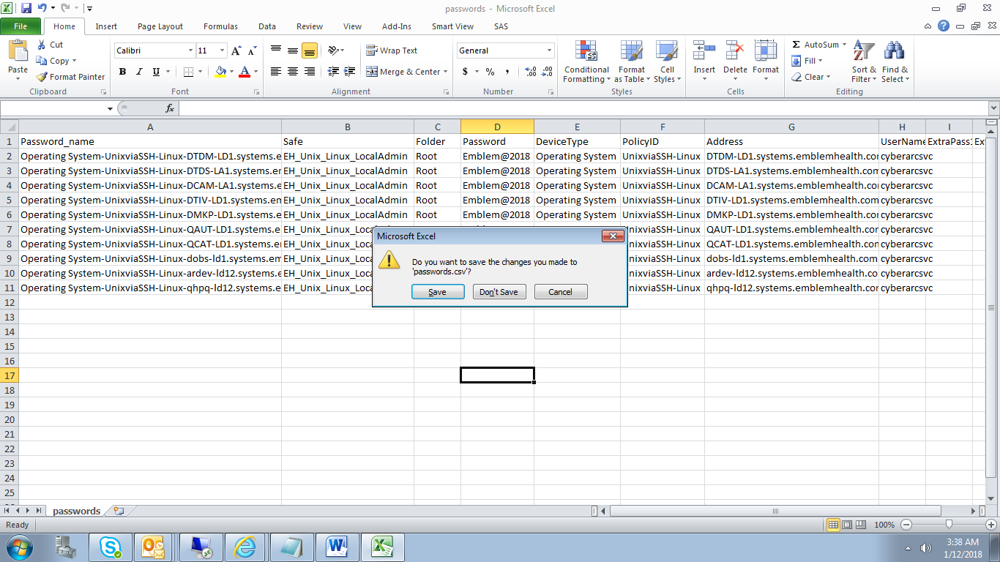 passwords - Microsoft Excel
File Home Insert Page Layout Formulas Data Review View Add-Ins Smart View SAS
Paste Cut Copy Format Painter
Calibri 11 A A
B I U A
Wrap Text
Merge & Center
General
$ % , .0 .00 .00 .0
Conditional Formatting Format as Table Cell Styles
Insert Delete Format
Σ AutoSum Fill Clear
Sort & Filter Find & Select
Clipboard Font Alignment Number Styles Cells Editing
fx
A B C D E F G H I
1 Password_name Safe Folder Password DeviceType PolicyID Address UserName ExtraPass1 Ex
2 Operating System-UnixviaSSH-Linux-DTDM-LD1.systems.e EH_Unix_Linux_LocalAdmin Root Emblem@2018 Operating System UnixviaSSH-Linux DTDM-LD1.systems.emblemhealth.com cyberarcsvc
3 Operating System-UnixviaSSH-Linux-DTDS-LA1.systems.en EH_Unix_Linux_LocalAdmin Root Emblem@2018 Operating System UnixviaSSH-Linux DTDS-LA1.systems.emblemhealth.com cyberarcsvc
4 Operating System-UnixviaSSH-Linux-DCAM-LA1.systems.e EH_Unix_Linux_LocalAdmin Root Emblem@2018 Operating System UnixviaSSH-Linux DCAM-LA1.systems.emblemhealth.com cyberarcsvc
5 Operating System-UnixviaSSH-Linux-DTIV-LD1.systems.en EH_Unix_Linux_LocalAdmin Root Emblem@2018 Operating System UnixviaSSH-Linux DTIV-LD1.systems.emblemhealth.com cyberarcsvc
6 Operating System-UnixviaSSH-Linux-DMKP-LD1.systems.e EH_Unix_Linux_LocalAdmin Root Emblem@2018 Operating System UnixviaSSH-Linux DMKP-LD1.systems.emblemhealth.com cyberarcsvc
7 Operating System-UnixviaSSH-Linux-QAUT-LD1.systems.e EH_Unix_Linux_Loca nixviaSSH-Linux QAUT-LD1.systems.emblemhealth.com cyberarcsvc
8 Operating System-UnixviaSSH-Linux-QCAT-LD1.systems.e EH_Unix_Linux_Loca nixviaSSH-Linux QCAT-LD1.systems.emblemhealth.com cyberarcsvc
9 Operating System-UnixviaSSH-Linux-dobs-ld1.systems.em EH_Unix_Linux_Loca nixviaSSH-Linux dobs-ld1.systems.emblemhealth.com cyberarcsvc
10 Operating System-UnixviaSSH-Linux-ardev-ld12.systems.e EH_Unix_Linux_Loca nixviaSSH-Linux ardev-ld12.systems.emblemhealth.co cyberarcsvc
11 Operating System-UnixviaSSH-Linux-qhpq-ld12.systems.e EH_Unix_Linux_Loca nixviaSSH-Linux qhpq-ld12.systems.emblemhealth.com cyberarcsvc
Microsoft Excel
Do you want to save the changes you made to
'passwords.csv'?
Save Don't Save Cancel
12
13
14
15
16
17
18
19
20
21
22
23
24
25
passwords
Ready 100%
3:38 AM
1/12/2018